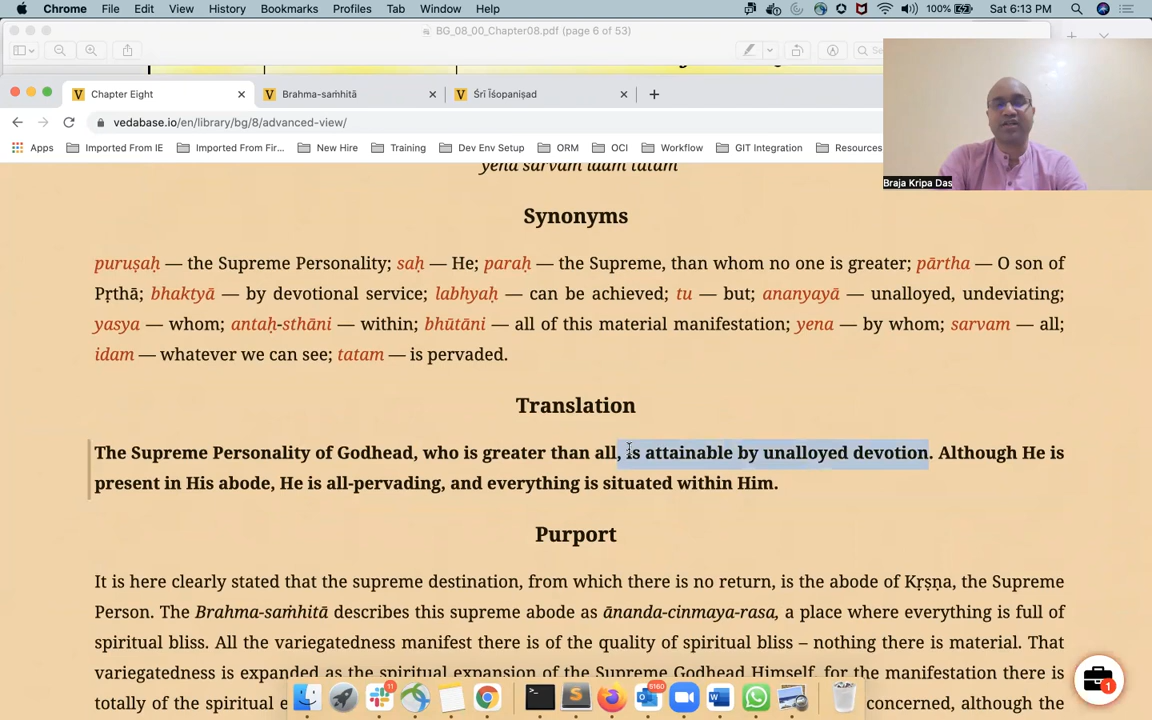 Chrome File Edit View History Bookmarks Profiles Tab Window Help 100% Sat 6:13 PM
BG_08_00_Chapter08.pdf (page 6 of 53)
Chapter Eight Brahma-saṁhitā Śrī Īśopaniṣad
vedabase.io/en/library/bg/8/advanced-view/
Apps Imported From IE Imported From Fir... New Hire Training Dev Env Setup ORM OCI Workflow GIT Integration Resources
yena sarvam idaṁ tatam
Braja Kripa Das
Synonyms
puruṣaḥ — the Supreme Personality; saḥ — He; paraḥ — the Supreme, than whom no one is greater; pārtha — O son of
Pṛthā; bhaktyā — by devotional service; labhyaḥ — can be achieved; tu — but; ananyayā — unalloyed, undeviating;
yasya — whom; antaḥ-sthāni — within; bhūtāni — all of this material manifestation; yena — by whom; sarvam — all;
idam — whatever we can see; tatam — is pervaded.
Translation
The Supreme Personality of Godhead, who is greater than all, is attainable by unalloyed devotion. Although He is
present in His abode, He is all-pervading, and everything is situated within Him.
Purport
It is here clearly stated that the supreme destination, from which there is no return, is the abode of Kṛṣṇa, the Supreme
Person. The Brahma-saṁhitā describes this supreme abode as ānanda-cinmaya-rasa, a place where everything is full of
spiritual bliss. All the variegatedness manifest there is of the quality of spiritual bliss – nothing there is material. That
variegatedness is expanded as the spiritual expansion of the Supreme Godhead Himself, for the manifestation there is
totally of the spiritual e concerned, although the
11
6160
1